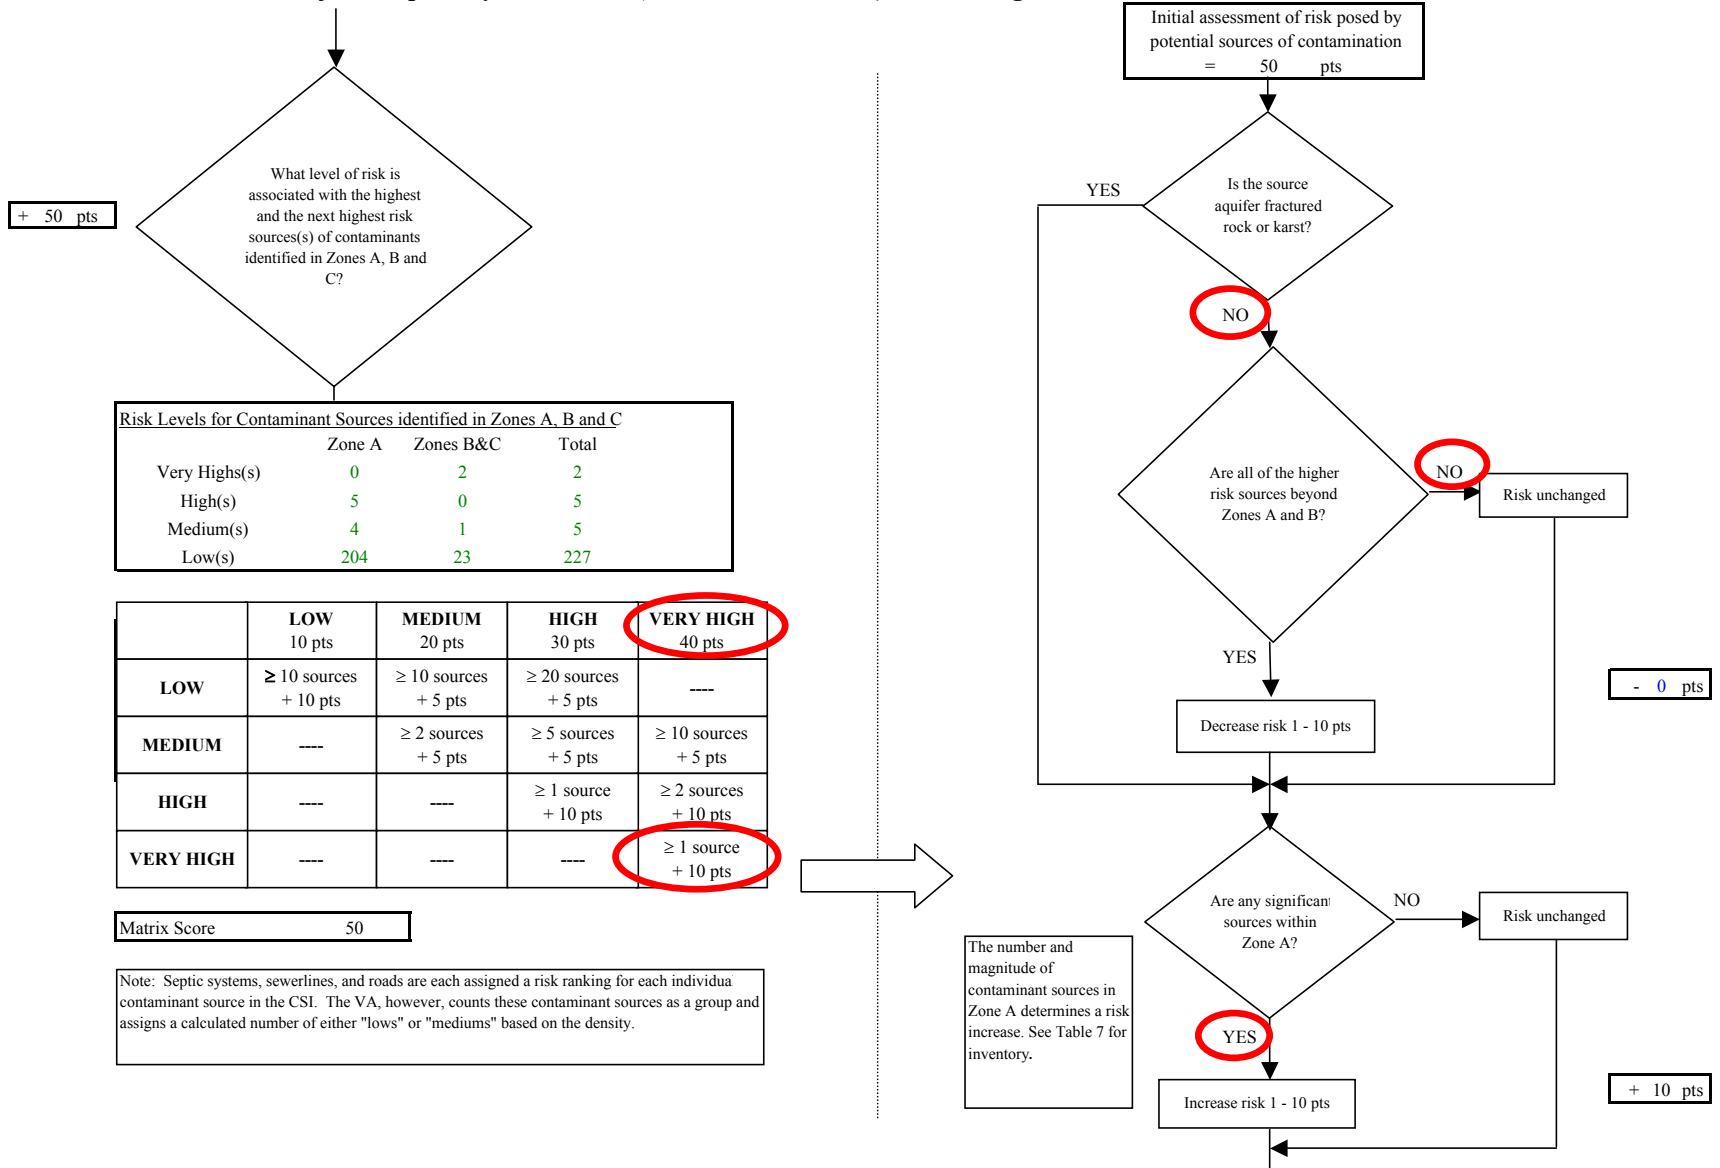 What level of risk is
associated with the highest
and the next highest risk
sources(s) of contaminants
identified in Zones A, B and
C?
+ 50 pts
Risk Levels for Contaminant Sources identified in Zones A, B and C
Zone A Zones B&C Total
Very Highs(s) 0 2 2
High(s) 5 0 5
Medium(s) 4 1 5
Low(s) 204 23 227
LOW MEDIUM HIGH VERY HIGH
10 pts 20 pts 30 pts 40 pts
LOW ≥ 10 sources ≥ 10 sources ≥ 20 sources ----
+ 10 pts + 5 pts + 5 pts
MEDIUM ---- ≥ 2 sources ≥ 5 sources ≥ 10 sources
+ 5 pts + 5 pts + 5 pts
HIGH ---- ---- ≥ 1 source ≥ 2 sources
+ 10 pts + 10 pts
VERY HIGH ---- ---- ---- ≥ 1 source
+ 10 pts
Matrix Score 50
Note: Septic systems, sewerlines, and roads are each assigned a risk ranking for each individua
contaminant source in the CSI. The VA, however, counts these contaminant sources as a group and
assigns a calculated number of either "lows" or "mediums" based on the density.
Initial assessment of risk posed by
potential sources of contamination
= 50 pts
Is the source
aquifer fractured
rock or karst?
YES
NO
Are all of the higher
risk sources beyond
Zones A and B?
NO
Risk unchanged
YES
- 0 pts
Decrease risk 1 - 10 pts
Are any significant
sources within
Zone A?
NO
Risk unchanged
The number and
magnitude of
contaminant sources in
Zone A determines a risk
increase. See Table 7 for
inventory.
YES
+ 10 pts
Increase risk 1 - 10 pts